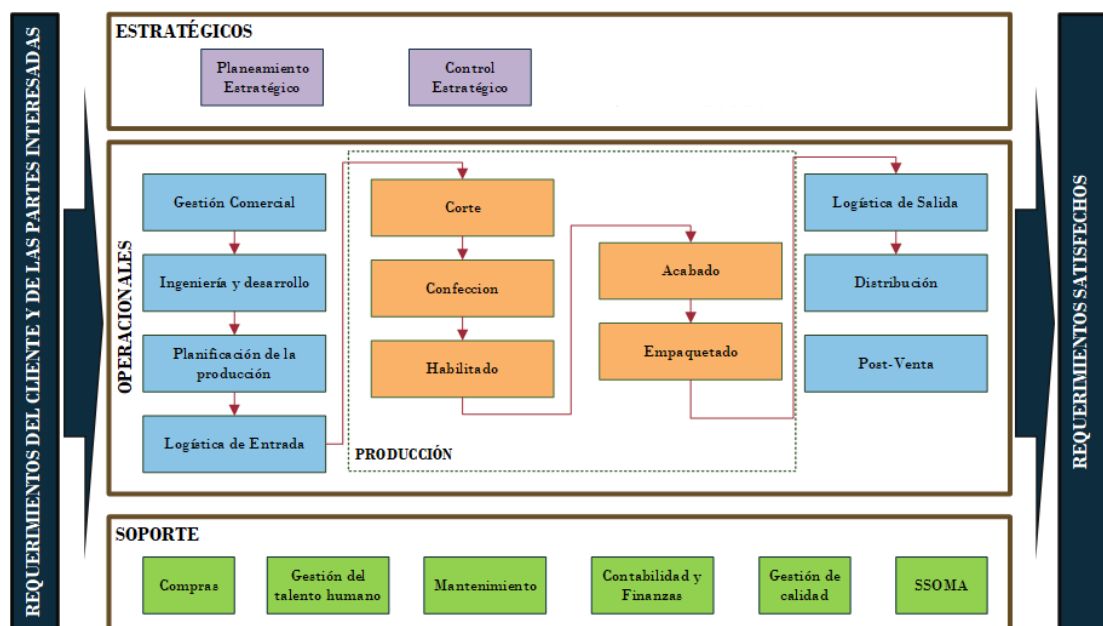 REQUERIMIENTOS DEL CLIENTE Y DE LAS PARTES INTERESADAS
ESTRATÉGICOS
Planeamiento
Estratégico
Control
Estratégico
OPERACIONALES
Gestión Comercial
Ingeniería y desarrollo
Planificación de la
producción
Logística de Entrada
Corte
Confeccion
Habilitado
Acabado
Empaquetado
PRODUCCIÓN
Logística de Salida
Distribución
Post-Venta
SOPORTE
Compras
Gestión del
talento humano
Mantenimiento
Contabilidad y
Finanzas
Gestión de
calidad
SSOMA
REQUERIMIENTOS SATISFECHOS